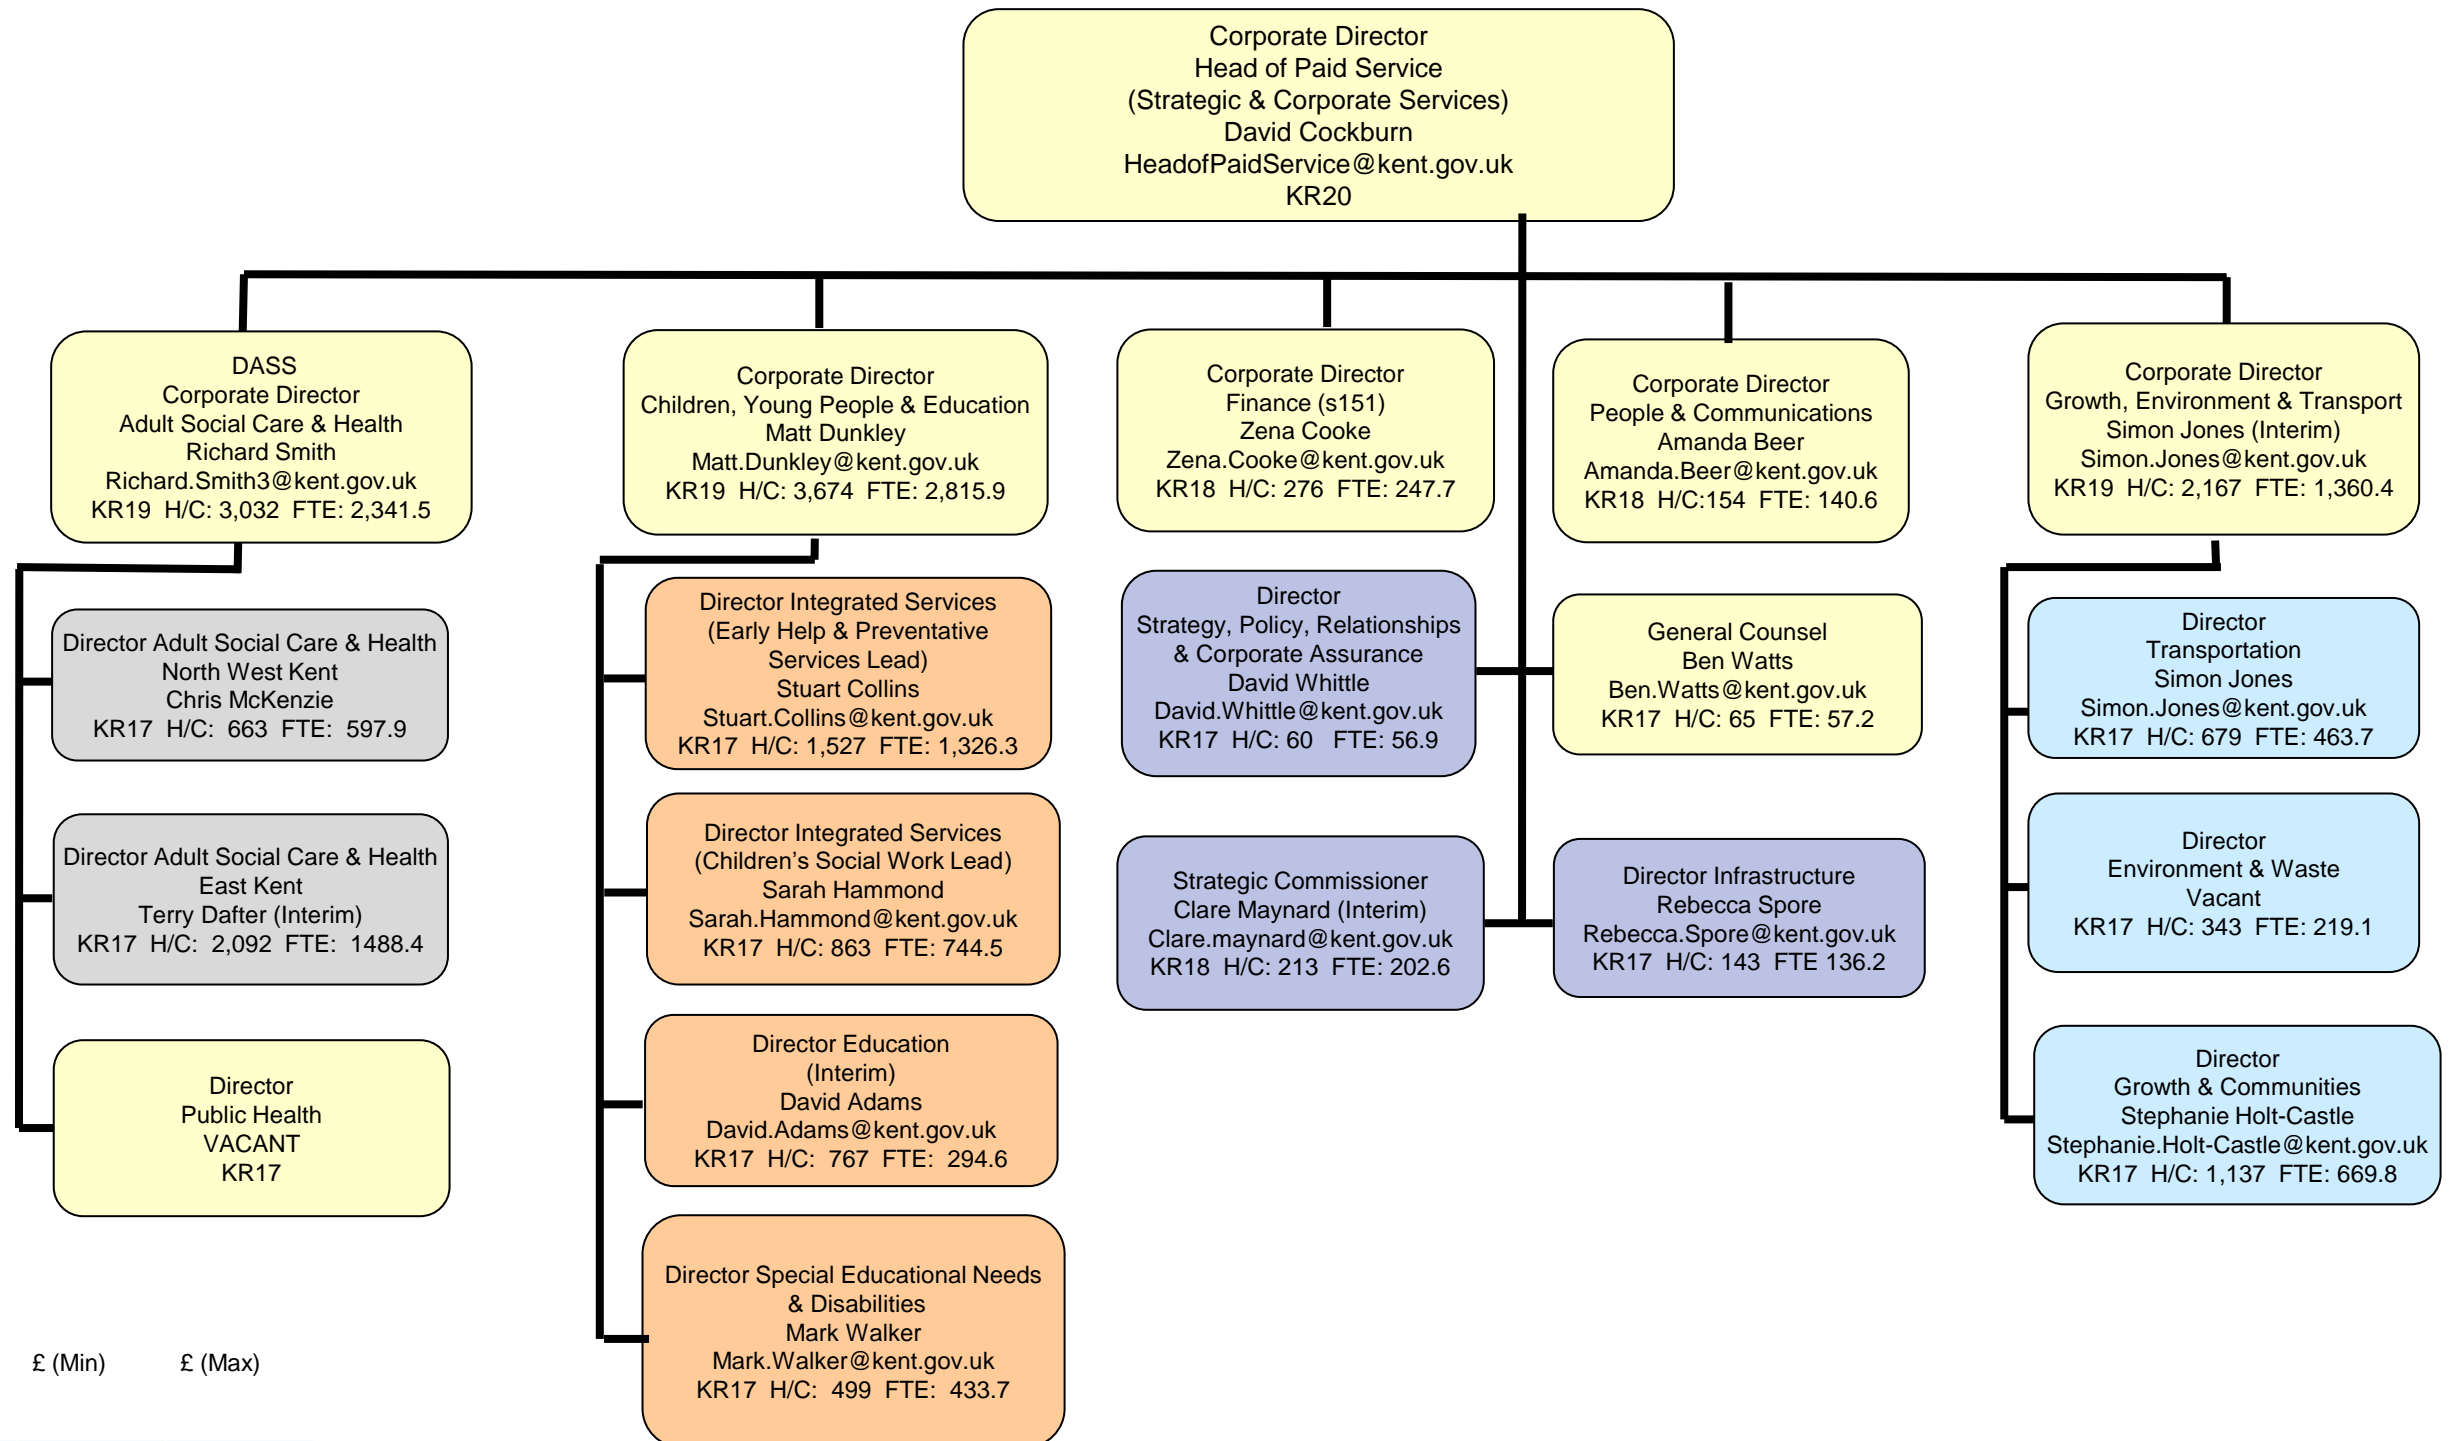 Corporate Director
Head of Paid Service
(Strategic & Corporate Services)
David Cockburn
HeadofPaidService@kent.gov.uk
KR20
DASS
Corporate Director
Adult Social Care & Health
Richard Smith
Richard.Smith3@kent.gov.uk
KR19 H/C: 3,032 FTE: 2,341.5
Corporate Director
Children, Young People & Education
Matt Dunkley
Matt.Dunkley@kent.gov.uk
KR19 H/C: 3,674 FTE: 2,815.9
Corporate Director
Finance (s151)
Zena Cooke
Zena.Cooke@kent.gov.uk
KR18 H/C: 276 FTE: 247.7
Corporate Director
People & Communications
Amanda Beer
Amanda.Beer@kent.gov.uk
KR18 H/C:154 FTE: 140.6
Corporate Director
Growth, Environment & Transport
Simon Jones (Interim)
Simon.Jones@kent.gov.uk
KR19 H/C: 2,167 FTE: 1,360.4
Director Adult Social Care & Health
North West Kent
Chris McKenzie
KR17 H/C: 663 FTE: 597.9
Director Adult Social Care & Health
East Kent
Terry Dafter (Interim)
KR17 H/C: 2,092 FTE: 1488.4
Director
Public Health
VACANT
KR17
Director Integrated Services
(Early Help & Preventative
Services Lead)
Stuart Collins
Stuart.Collins@kent.gov.uk
KR17 H/C: 1,527 FTE: 1,326.3
Director Integrated Services
(Children's Social Work Lead)
Sarah Hammond
Sarah.Hammond@kent.gov.uk
KR17 H/C: 863 FTE: 744.5
Director Education
(Interim)
David Adams
David.Adams@kent.gov.uk
KR17 H/C: 767 FTE: 294.6
Director Special Educational Needs
& Disabilities
Mark Walker
Mark.Walker@kent.gov.uk
KR17 H/C: 499 FTE: 433.7
Director
Strategy, Policy, Relationships
& Corporate Assurance
David Whittle
David.Whittle@kent.gov.uk
KR17 H/C: 60 FTE: 56.9
General Counsel
Ben Watts
Ben.Watts@kent.gov.uk
KR17 H/C: 65 FTE: 57.2
Strategic Commissioner
Clare Maynard (Interim)
Clare.maynard@kent.gov.uk
KR18 H/C: 213 FTE: 202.6
Director Infrastructure
Rebecca Spore
Rebecca.Spore@kent.gov.uk
KR17 H/C: 143 FTE 136.2
Director
Transportation
Simon Jones
Simon.Jones@kent.gov.uk
KR17 H/C: 679 FTE: 463.7
Director
Environment & Waste
Vacant
KR17 H/C: 343 FTE: 219.1
Director
Growth & Communities
Stephanie Holt-Castle
Stephanie.Holt-Castle@kent.gov.uk
KR17 H/C: 1,137 FTE: 669.8
£ (Min) £ (Max)